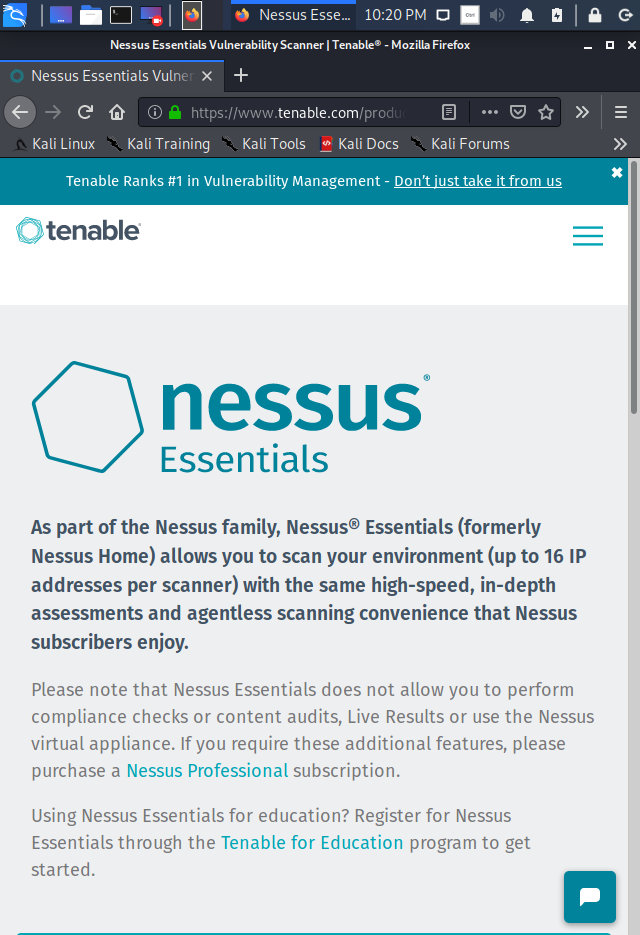 Nessus Esse...
10:20 PM
Nessus Essentials Vulnerability Scanner | Tenable® - Mozilla Firefox
Nessus Essentials Vulner
https://www.tenable.com/produc
Kali Linux
Kali Training
Kali Tools
Kali Docs
Kali Forums
Tenable Ranks #1 in Vulnerability Management - Don't just take it from us
tenable®
nessus®
Essentials
As part of the Nessus family, Nessus® Essentials (formerly
Nessus Home) allows you to scan your environment (up to 16 IP
addresses per scanner) with the same high-speed, in-depth
assessments and agentless scanning convenience that Nessus
subscribers enjoy.
Please note that Nessus Essentials does not allow you to perform
compliance checks or content audits, Live Results or use the Nessus
virtual appliance. If you require these additional features, please
purchase a Nessus Professional subscription.
Using Nessus Essentials for education? Register for Nessus
Essentials through the Tenable for Education program to get
started.